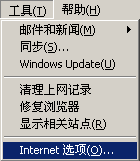 工具(T) 帮助(H)
邮件和新闻(M)
同步(S)...
Windows Update(U)
清理上网记录
修复浏览器
显示相关站点(R)
Internet 选项(O)...